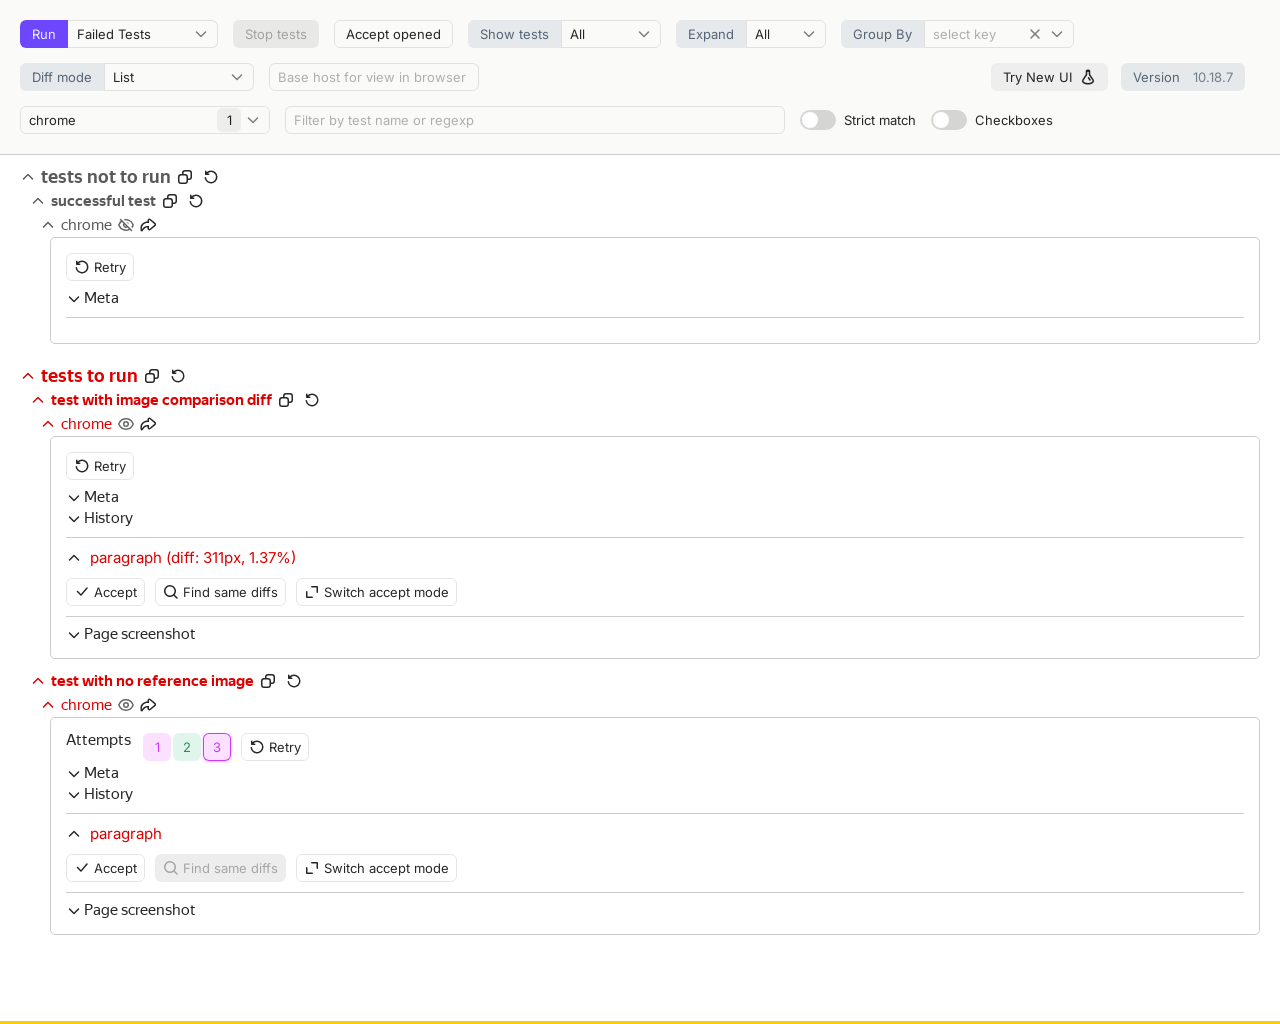 Run Failed Tests Stop tests Accept opened Show tests All Expand All Group By select key
Diff mode List Base host for view in browser Try New UI Version 10.18.7
chrome 1 Filter by test name or regexp Strict match Checkboxes
tests not to run
successful test
chrome
Retry
Meta
tests to run
test with image comparison diff
chrome
Retry
Meta
History
paragraph (diff: 311px, 1.37%)
Accept Find same diffs Switch accept mode
Page screenshot
test with no reference image
chrome
Attempts 1 2 3 Retry
Meta
History
paragraph
Accept Find same diffs Switch accept mode
Page screenshot